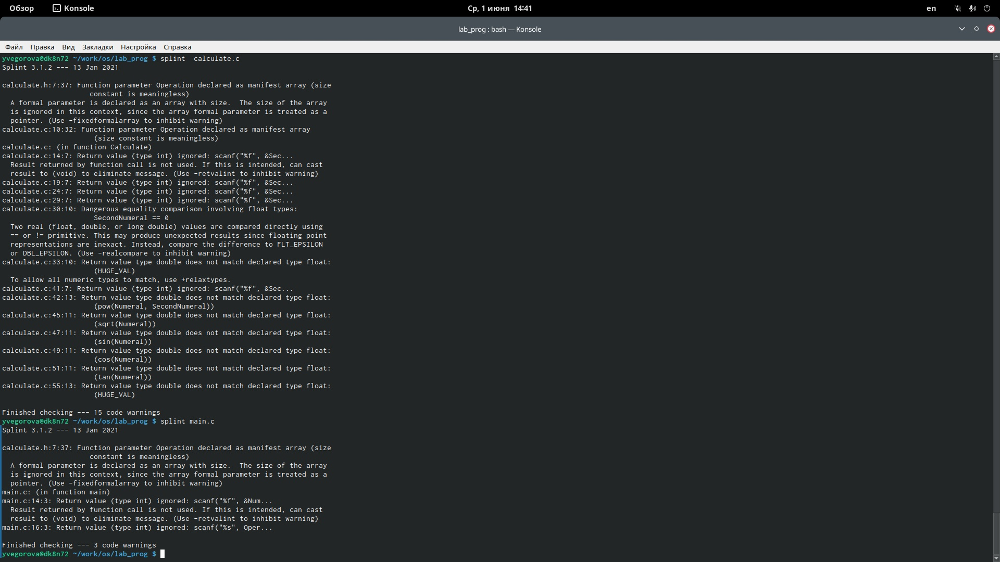 Обзор Konsole Ср, 1 июня 14:41 en
lab_prog : bash — Konsole
Файл Правка Вид Закладки Настройка Справка
yvegorova@dk8n72 ~/work/os/lab_prog $ splint  calculate.c
Splint 3.1.2 --- 13 Jan 2021
calculate.h:7:37: Function parameter Operation declared as manifest array (size
constant is meaningless)
A formal parameter is declared as an array with size.  The size of the array
is ignored in this context, since the array formal parameter is treated as a
pointer. (Use -fixedformalarray to inhibit warning)
calculate.c:10:32: Function parameter Operation declared as manifest array
(size constant is meaningless)
calculate.c: (in function Calculate)
calculate.c:14:7: Return value (type int) ignored: scanf("%f", &Sec...
Result returned by function call is not used. If this is intended, can cast
result to (void) to eliminate message. (Use -retvalint to inhibit warning)
calculate.c:19:7: Return value (type int) ignored: scanf("%f", &Sec...
calculate.c:24:7: Return value (type int) ignored: scanf("%f", &Sec...
calculate.c:29:7: Return value (type int) ignored: scanf("%f", &Sec...
calculate.c:30:10: Dangerous equality comparison involving float types:
SecondNumeral == 0
Two real (float, double, or long double) values are compared directly using
== or != primitive. This may produce unexpected results since floating point
representations are inexact. Instead, compare the difference to FLT_EPSILON
or DBL_EPSILON. (Use -realcompare to inhibit warning)
calculate.c:33:10: Return value type double does not match declared type float:
(HUGE_VAL)
To allow all numeric types to match, use +relaxtypes.
calculate.c:41:7: Return value (type int) ignored: scanf("%f", &Sec...
calculate.c:42:13: Return value type double does not match declared type float:
(pow(Numeral, SecondNumeral))
calculate.c:45:11: Return value type double does not match declared type float:
(sqrt(Numeral))
calculate.c:47:11: Return value type double does not match declared type float:
(sin(Numeral))
calculate.c:49:11: Return value type double does not match declared type float:
(cos(Numeral))
calculate.c:51:11: Return value type double does not match declared type float:
(tan(Numeral))
calculate.c:55:13: Return value type double does not match declared type float:
(HUGE_VAL)
Finished checking --- 15 code warnings
yvegorova@dk8n72 ~/work/os/lab_prog $ splint main.c
Splint 3.1.2 --- 13 Jan 2021
calculate.h:7:37: Function parameter Operation declared as manifest array (size
constant is meaningless)
A formal parameter is declared as an array with size.  The size of the array
is ignored in this context, since the array formal parameter is treated as a
pointer. (Use -fixedformalarray to inhibit warning)
main.c: (in function main)
main.c:14:3: Return value (type int) ignored: scanf("%f", &Num...
Result returned by function call is not used. If this is intended, can cast
result to (void) to eliminate message. (Use -retvalint to inhibit warning)
main.c:16:3: Return value (type int) ignored: scanf("%s", Oper...
Finished checking --- 3 code warnings
yvegorova@dk8n72 ~/work/os/lab_prog $